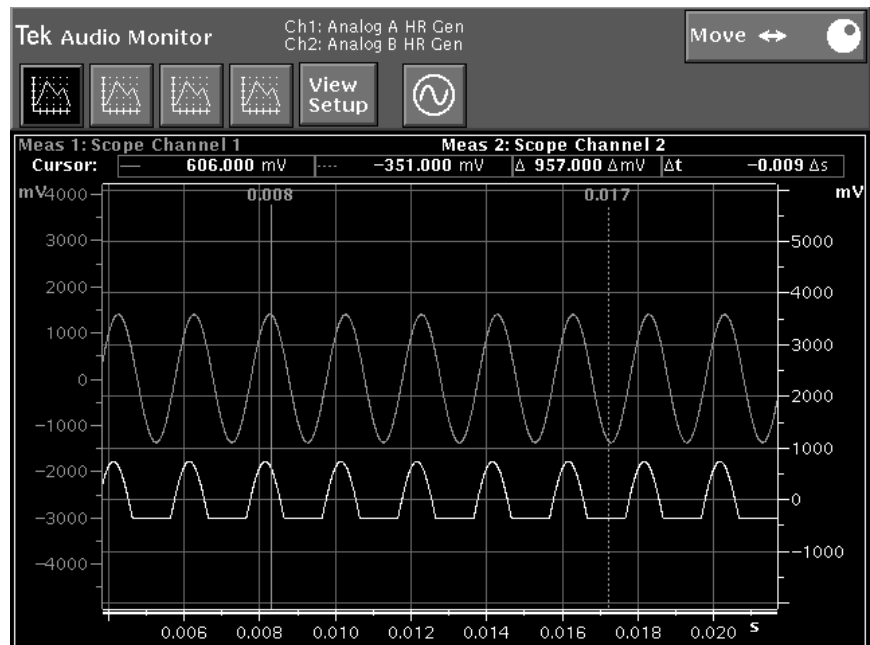 Tek Audio Monitor
Ch1: Analog A HR Gen
Ch2: Analog B HR Gen
Move ↔
View
Setup
Meas 1: Scope Channel 1
Meas 2: Scope Channel 2
Cursor: — 606.000 mV ---- −351.000 mV Δ 957.000 ΔmV Δt −0.009 Δs
mV 4000 0.008 0.017 mV
3000
2000
1000
0
−1000
−2000
−3000
−4000
5000
4000
3000
2000
1000
0
−1000
0.006 0.008 0.010 0.012 0.014 0.016 0.018 0.020 s